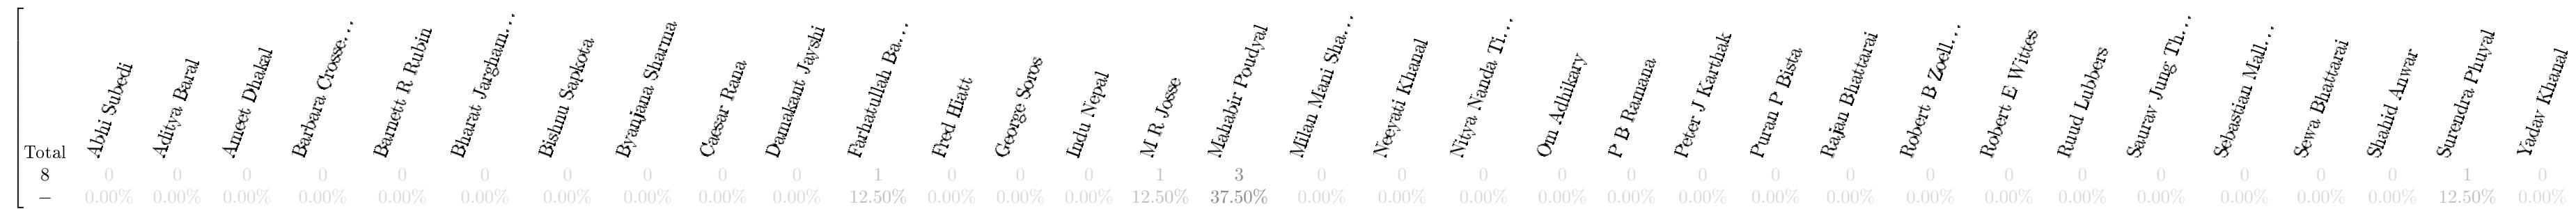 Total Abhi Subedi Aditya Baral Ameet Dhakal Barbara Crosse... Barnett R Rubin Bharat Jargham... Bishnu Sapkota Byanjana Sharma Caesar Rana Damakant Jayshi Farhatullah Ba... Fred Hiatt George Soros Indu Nepal M R Josse Mahabir Poudyal Milan Mani Sha... Neeyati Khanal Nitya Nanda Ti... Om Adhikary P B Ramana Peter J Karthak Puran P Bista Rajan Bhattarai Robert B Zoell... Robert E Wittes Ruud Lubbers Saurav Jung Th... Sebastian Mall... Sewa Bhattarai Shahid Anwar Surendra Phuyal Yadav Khanal
8 0 0 0 0 0 0 0 0 0 0 1 0 0 0 1 3 0 0 0 0 0 0 0 0 0 0 0 0 0 0 0 1 0
− 0.00% 0.00% 0.00% 0.00% 0.00% 0.00% 0.00% 0.00% 0.00% 0.00% 12.50% 0.00% 0.00% 0.00% 12.50% 37.50% 0.00% 0.00% 0.00% 0.00% 0.00% 0.00% 0.00% 0.00% 0.00% 0.00% 0.00% 0.00% 0.00% 0.00% 0.00% 12.50% 0.00%